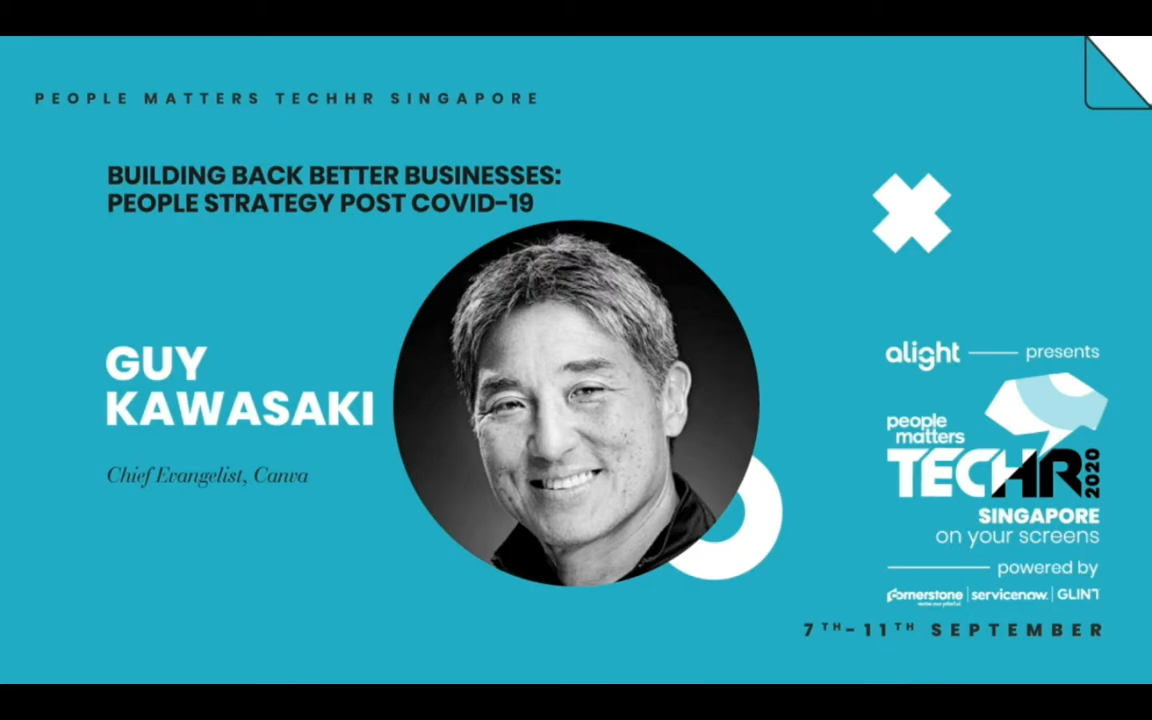 PEOPLE MATTERS TECHHR SINGAPORE
BUILDING BACK BETTER BUSINESSES:
PEOPLE STRATEGY POST COVID-19
GUY
KAWASAKI
Chief Evangelist, Canva
alight presents
people
matters
TECHR 2020
SINGAPORE
on your screens
powered by
cornerstone | servicenow. | GLINT
7TH-11TH SEPTEMBER